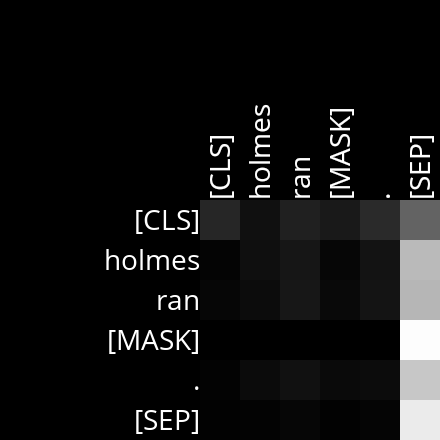 [CLS] holmes ran [MASK] . [SEP]
[CLS]
holmes
ran
[MASK]
.
[SEP]